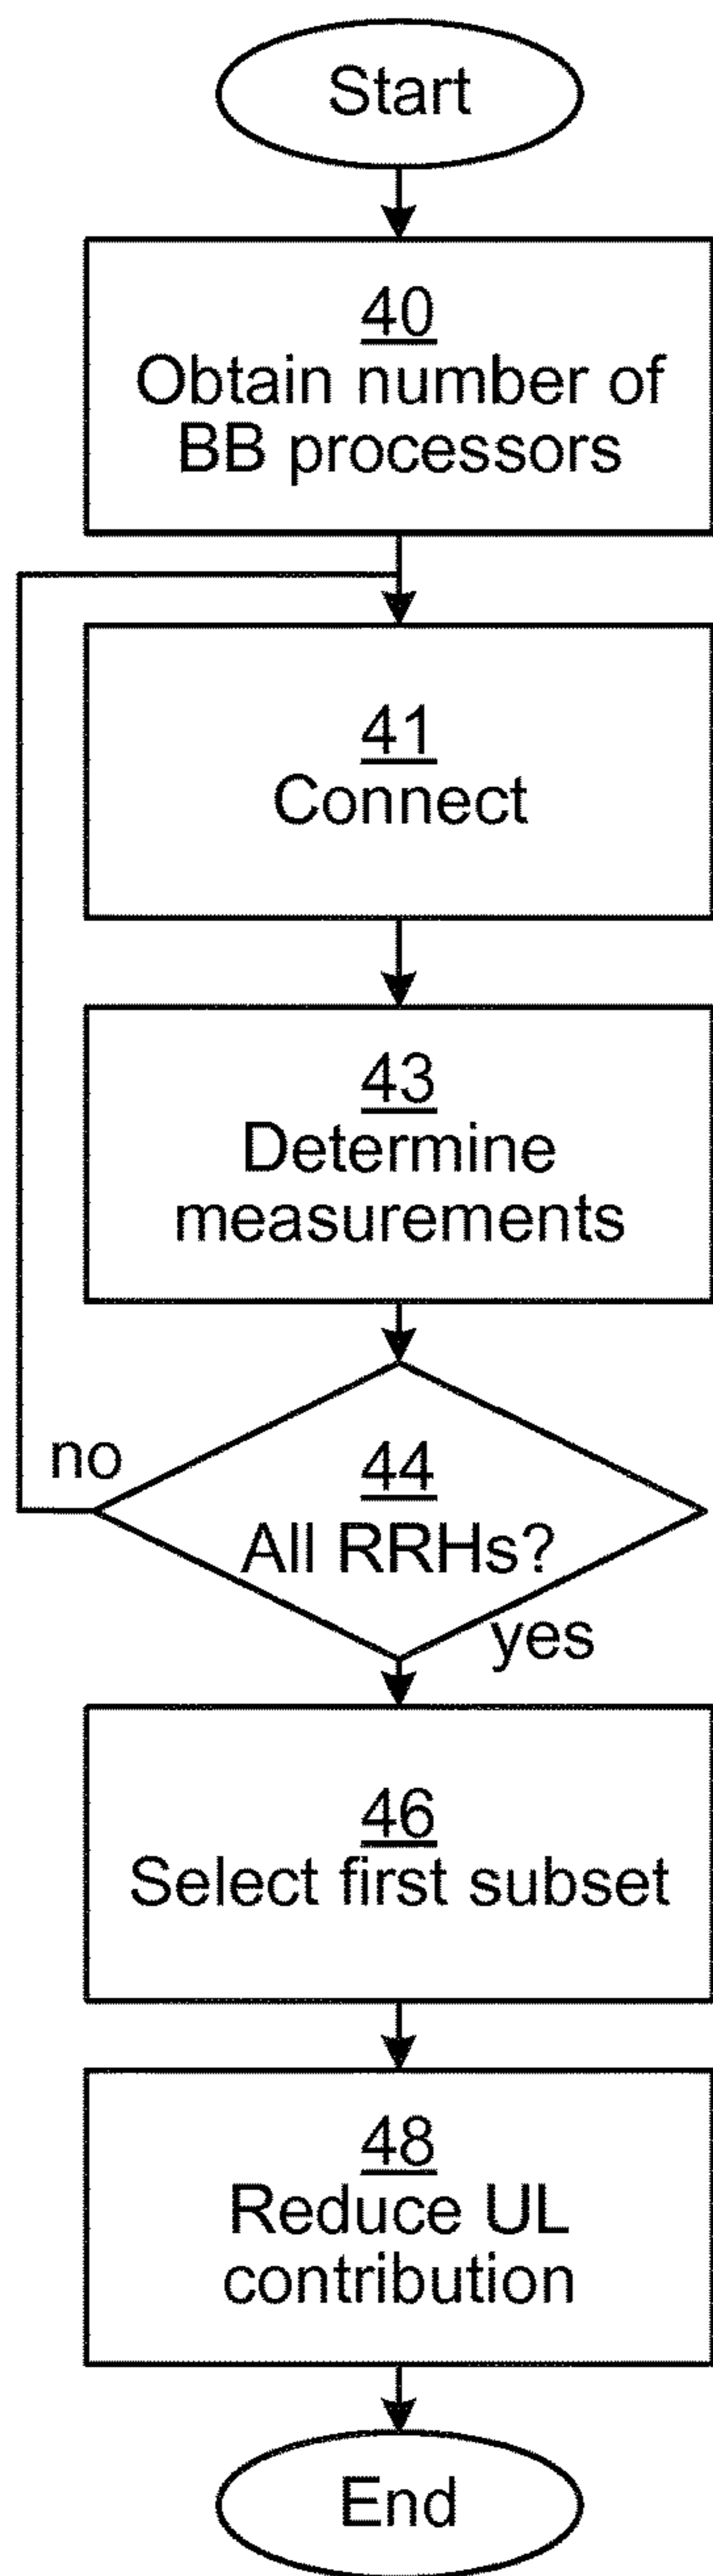 Start
40
Obtain number of
BB processors
41
Connect
43
Determine
measurements
no
44
All RRHs?
yes
46
Select first subset
48
Reduce UL
contribution
End